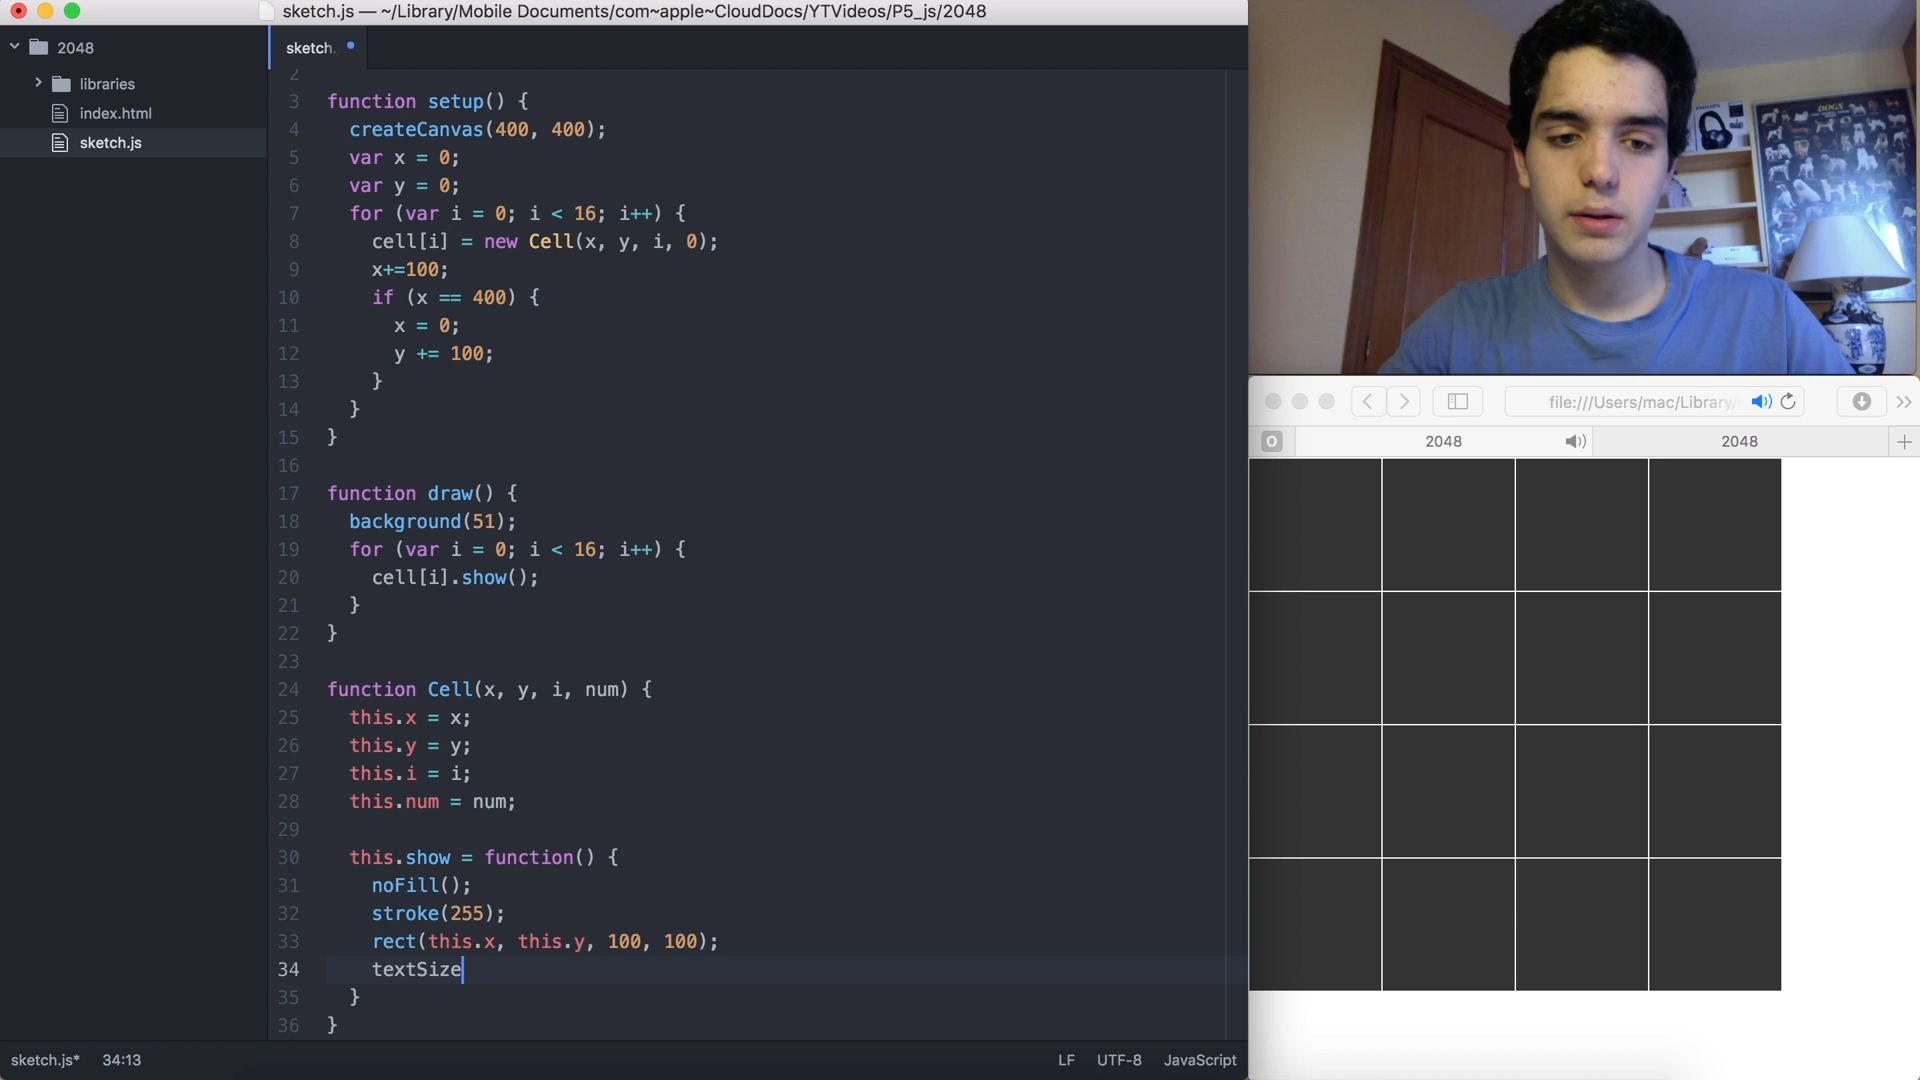 sketch.js — ~/Library/Mobile Documents/com~apple~CloudDocs/YTVideos/P5_js/2048
2048
libraries
index.html
sketch.js
sketch.
2
3 function setup() {
4 createCanvas(400, 400);
5 var x = 0;
6 var y = 0;
7 for (var i = 0; i < 16; i++) {
8 cell[i] = new Cell(x, y, i, 0);
9 x+=100;
10 if (x == 400) {
11 x = 0;
12 y += 100;
13 }
14 }
15 }
16
17 function draw() {
18 background(51);
19 for (var i = 0; i < 16; i++) {
20 cell[i].show();
21 }
22 }
23
24 function Cell(x, y, i, num) {
25 this.x = x;
26 this.y = y;
27 this.i = i;
28 this.num = num;
29
30 this.show = function() {
31 noFill();
32 stroke(255);
33 rect(this.x, this.y, 100, 100);
34 textSize
35 }
36 }
sketch.js* 34:13
LF UTF-8 JavaScript
PHILIPS
DOGS
file:///Users/mac/Library/
O 2048 2048